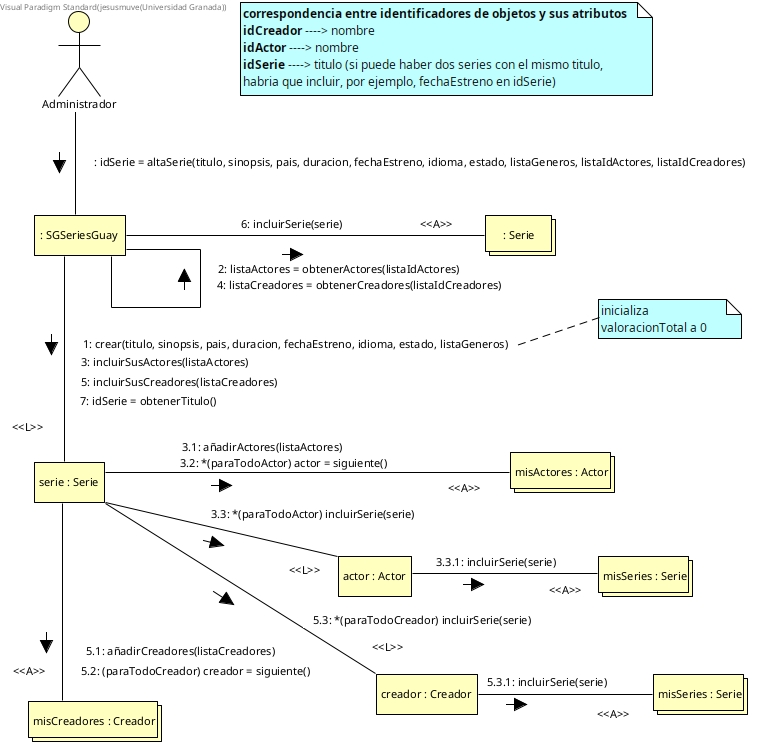 Visual Paradigm Standard(jesusmuve(Universidad Granada))
correspondencia entre identificadores de objetos y sus atributos
idCreador ----> nombre
idActor ----> nombre
idSerie ----> titulo (si puede haber dos series con el mismo titulo,
habria que incluir, por ejemplo, fechaEstreno en idSerie)
Administrador
: idSerie = altaSerie(titulo, sinopsis, pais, duracion, fechaEstreno, idioma, estado, listaGeneros, listaIdActores, listaIdCreadores)
: SGSeriesGuay
6: incluirSerie(serie)
<<A>>
: Serie
2: listaActores = obtenerActores(listaIdActores)
4: listaCreadores = obtenerCreadores(listaIdCreadores)
inicializa
valoracionTotal a 0
1: crear(titulo, sinopsis, pais, duracion, fechaEstreno, idioma, estado, listaGeneros)
3: incluirSusActores(listaActores)
5: incluirSusCreadores(listaCreadores)
7: idSerie = obtenerTitulo()
<<L>>
serie : Serie
3.1: añadirActores(listaActores)
3.2: *(paraTodoActor) actor = siguiente()
<<A>>
misActores : Actor
3.3: *(paraTodoActor) incluirSerie(serie)
<<L>>
actor : Actor
3.3.1: incluirSerie(serie)
<<A>>
misSeries : Serie
5.3: *(paraTodoCreador) incluirSerie(serie)
<<L>>
5.1: añadirCreadores(listaCreadores)
5.2: (paraTodoCreador) creador = siguiente()
<<A>>
creador : Creador
5.3.1: incluirSerie(serie)
<<A>>
misSeries : Serie
misCreadores : Creador